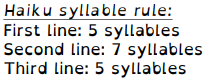 Haiku syllable rule:
First line: 5 syllables
Second line: 7 syllables
Third line: 5 syllables